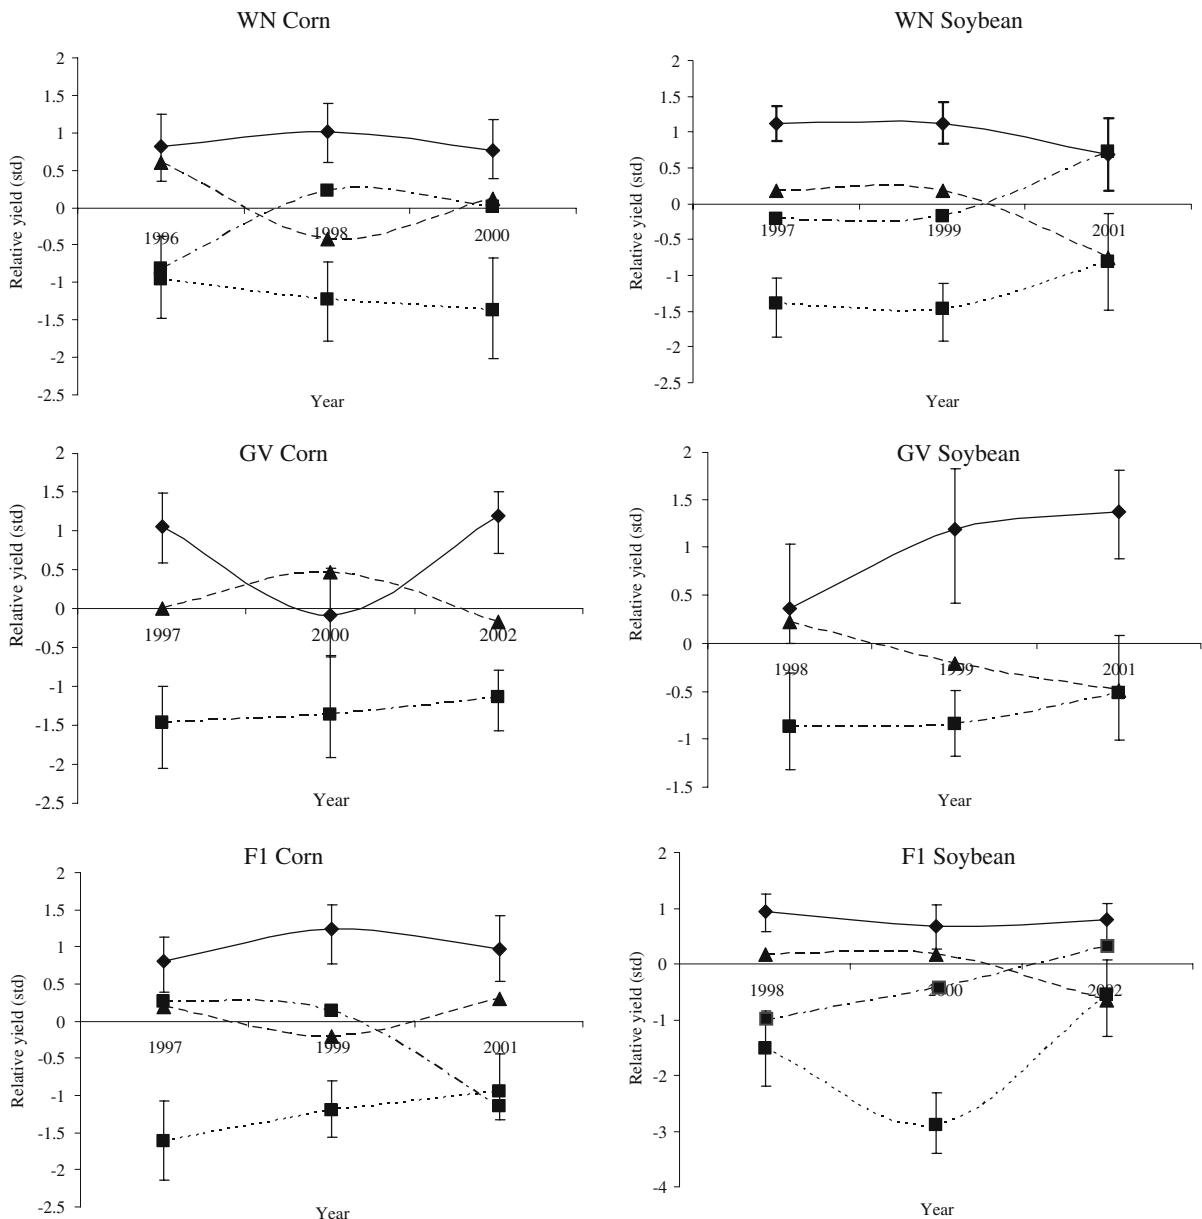 WN Corn
2
1.5
1
0.5
0
-0.5
-1
-1.5
-2
-2.5
Relative yield (std)
1996 1998 2000
Year
WN Soybean
2
1.5
1
0.5
0
-0.5
-1
-1.5
-2
-2.5
Relative yield (std)
1997 1999 2001
Year
GV Corn
2
1.5
1
0.5
0
-0.5
-1
-1.5
-2
-2.5
Relative yield (std)
1997 2000 2002
Year
GV Soybean
2
1.5
1
0.5
0
-0.5
-1
-1.5
Relative yield (std)
1998 1999 2001
Year
F1 Corn
2
1.5
1
0.5
0
-0.5
-1
-1.5
-2
-2.5
Relative yield (std)
1997 1999 2001
Year
F1 Soybean
2
1
0
-1
-2
-3
-4
Relative yield (std)
1998 2000 2002
Year